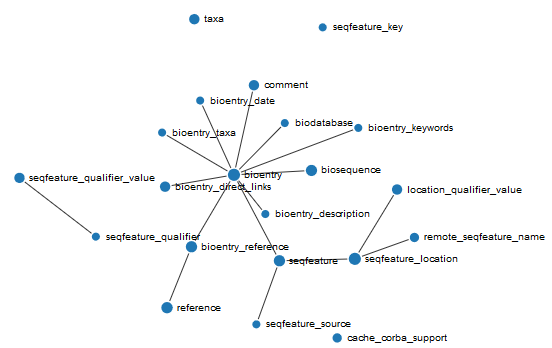 taxa
seqfeature_key
comment
bioentry_date
biodatabase
bioentry_keywords
bioentry_taxa
biosequence
bioentry
seqfeature_qualifier_value
bioentry_direct_links
location_qualifier_value
bioentry_description
seqfeature_qualifier
remote_seqfeature_name
bioentry_reference
seqfeature_location
seqfeature
reference
seqfeature_source
cache_corba_support